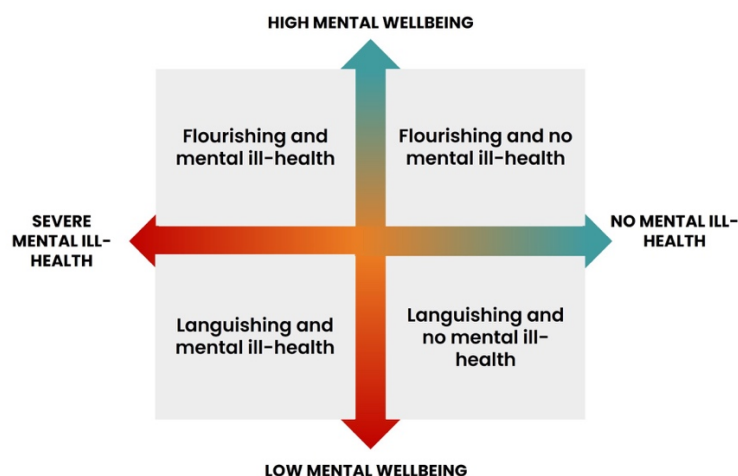 HIGH MENTAL WELLBEING
Flourishing and
mental ill-health
Flourishing and no
mental ill-health
SEVERE
MENTAL ILL-
HEALTH
NO MENTAL ILL-
HEALTH
Languishing and
mental ill-health
Languishing and
no mental ill-
health
LOW MENTAL WELLBEING